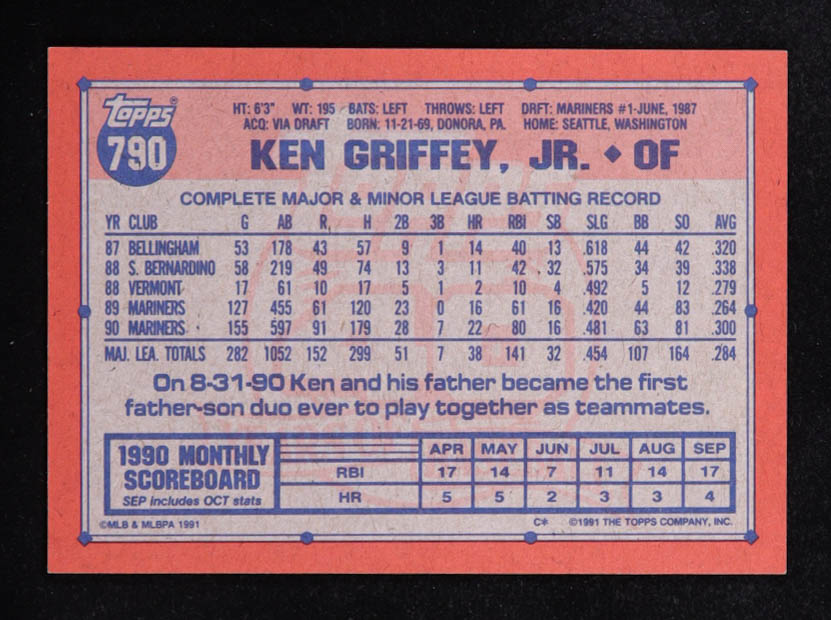 Topps®
790
HT: 6'3" WT: 195 BATS: LEFT THROWS: LEFT DRFT: MARINERS #1-JUNE, 1987
ACQ: VIA DRAFT BORN: 11-21-69, DONORA, PA. HOME: SEATTLE, WASHINGTON
KEN GRIFFEY, JR. ◆ OF
COMPLETE MAJOR & MINOR LEAGUE BATTING RECORD
YR CLUB G AB R H 2B 3B HR RBI SB SLG BB SO AVG
87 BELLINGHAM 53 178 43 57 9 1 14 40 13 .618 44 42 .320
88 S. BERNARDINO 58 219 49 74 13 3 11 42 32 .575 34 39 .338
88 VERMONT 17 61 10 17 5 1 2 10 4 .492 5 12 .279
89 MARINERS 127 455 61 120 23 0 16 61 16 .420 44 83 .264
90 MARINERS 155 597 91 179 28 7 22 80 16 .481 63 81 .300
MAJ. LEA. TOTALS 282 1052 152 299 51 7 38 141 32 .454 107 164 .284
On 8-31-90 Ken and his father became the first
father-son duo ever to play together as teammates.
1990 MONTHLY
SCOREBOARD
SEP includes OCT stats
APR MAY JUN JUL AUG SEP
RBI 17 14 7 11 14 17
HR 5 5 2 3 3 4
©MLB & MLBPA 1991
C* ©1991 THE TOPPS COMPANY, INC.